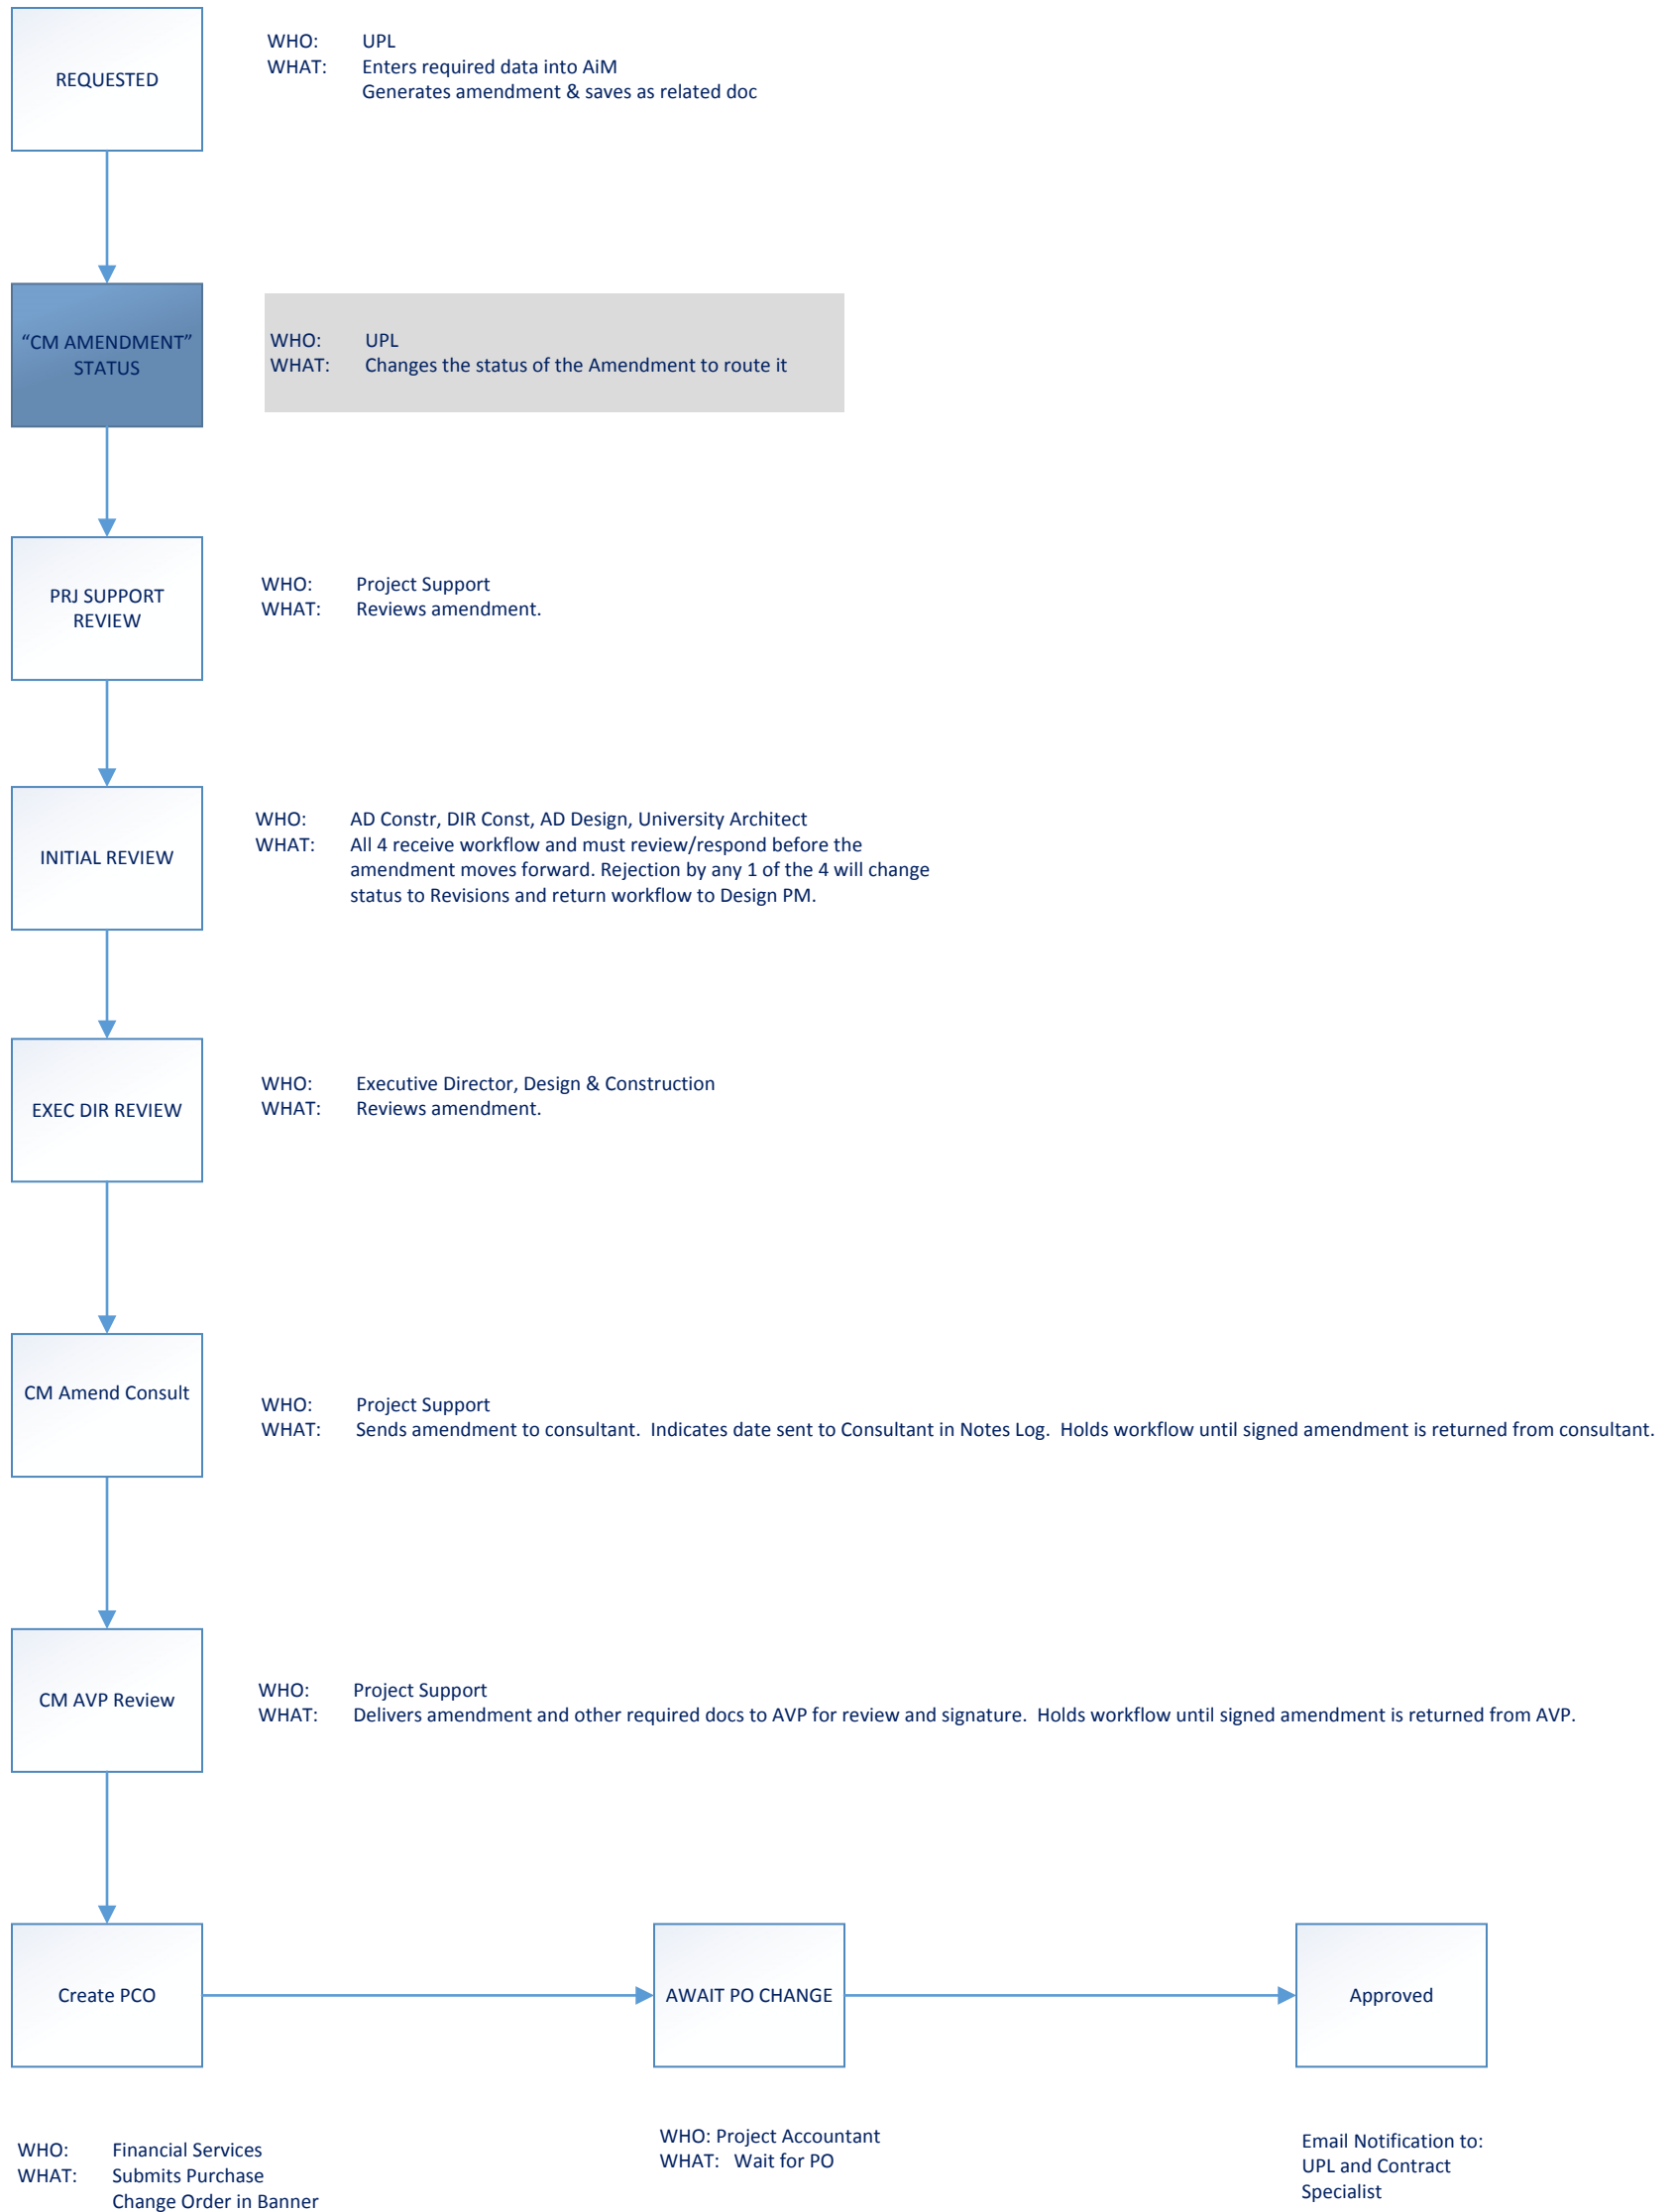 REQUESTED
WHO: UPL
WHAT: Enters required data into AiM
Generates amendment & saves as related doc
“CM AMENDMENT”
STATUS
WHO: UPL
WHAT: Changes the status of the Amendment to route it
PRJ SUPPORT
REVIEW
WHO: Project Support
WHAT: Reviews amendment.
INITIAL REVIEW
WHO: AD Constr, DIR Const, AD Design, University Architect
WHAT: All 4 receive workflow and must review/respond before the
amendment moves forward. Rejection by any 1 of the 4 will change
status to Revisions and return workflow to Design PM.
EXEC DIR REVIEW
WHO: Executive Director, Design & Construction
WHAT: Reviews amendment.
CM Amend Consult
WHO: Project Support
WHAT: Sends amendment to consultant. Indicates date sent to Consultant in Notes Log. Holds workflow until signed amendment is returned from consultant.
CM AVP Review
WHO: Project Support
WHAT: Delivers amendment and other required docs to AVP for review and signature. Holds workflow until signed amendment is returned from AVP.
Create PCO
AWAIT PO CHANGE
Approved
WHO: Financial Services
WHAT: Submits Purchase
Change Order in Banner
WHO: Project Accountant
WHAT: Wait for PO
Email Notification to:
UPL and Contract
Specialist